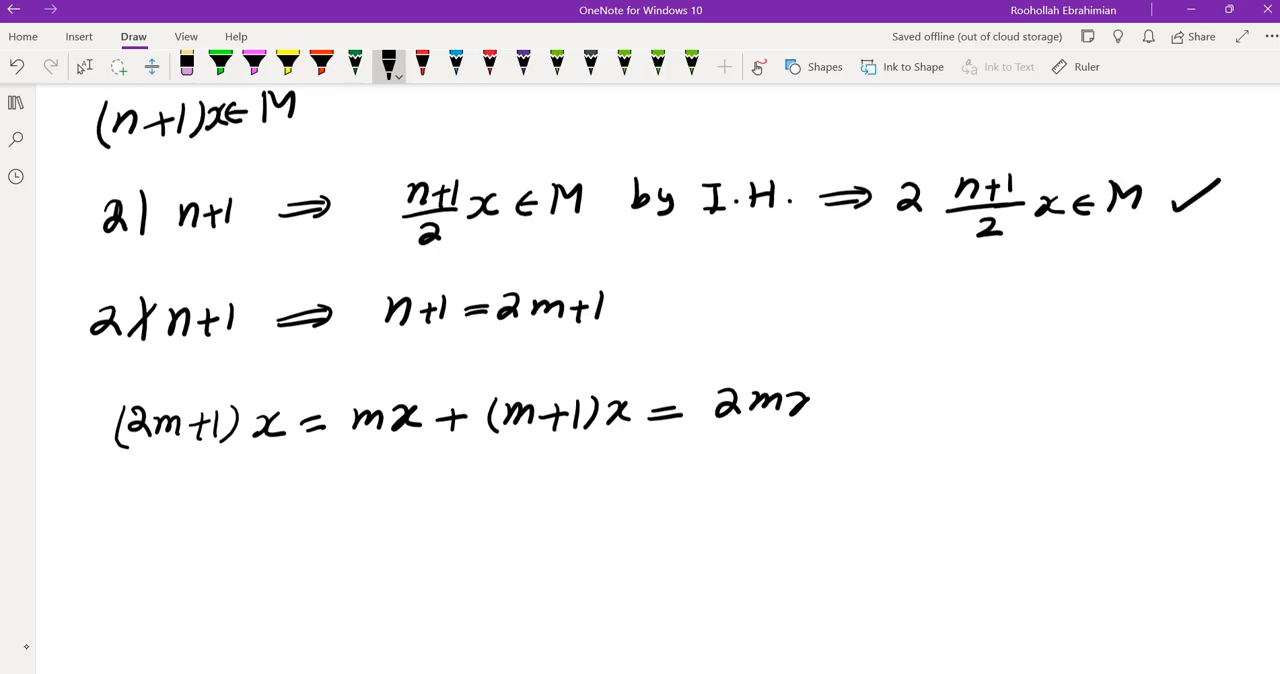 OneNote for Windows 10
Roohollah Ebrahimian
Home Insert Draw View Help
Saved offline (out of cloud storage)
Share
Shapes Ink to Shape Ink to Text Ruler
(n+1)x∈M
2| n+1 ⟹ (n+1)/2 x ∈ M by I.H. ⟹ 2 (n+1)/2 x ∈ M ✓
2∤n+1 ⟹ n+1=2m+1
(2m+1)x = mx + (m+1)x = 2mx